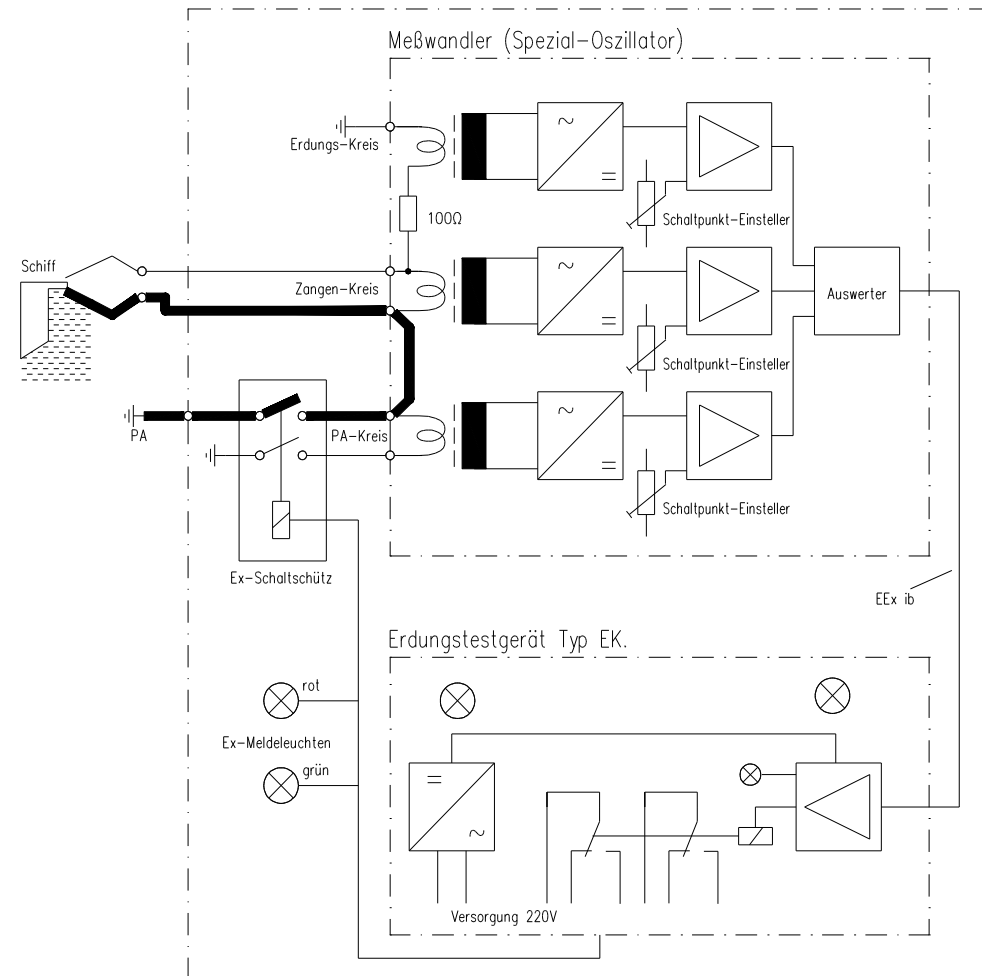 Meßwandler (Spezial-Oszillator)
Erdungs-Kreis
100Ω
Schaltpunkt-Einsteller
Schiff
Zangen-Kreis
Auswerter
Schaltpunkt-Einsteller
PA
PA-Kreis
Schaltpunkt-Einsteller
Ex-Schaltschütz
EEx ib
Erdungstestgerät Typ EK.
rot
Ex-Meldeleuchten
grün
Versorgung 220V